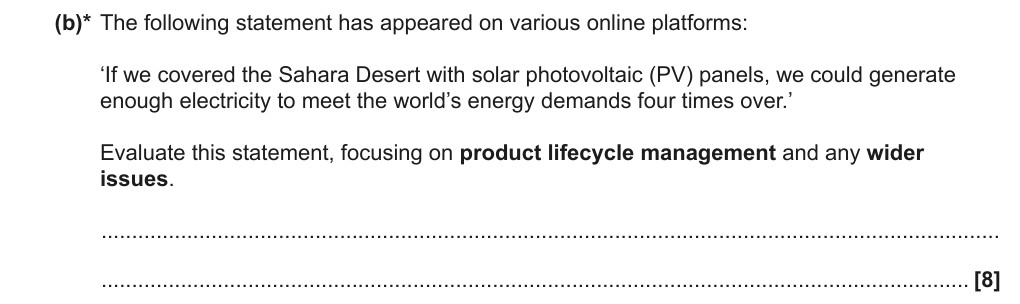 (b)* The following statement has appeared on various online platforms:
‘If we covered the Sahara Desert with solar photovoltaic (PV) panels, we could generate
enough electricity to meet the world’s energy demands four times over.’
Evaluate this statement, focusing on product lifecycle management and any wider
issues.
[8]